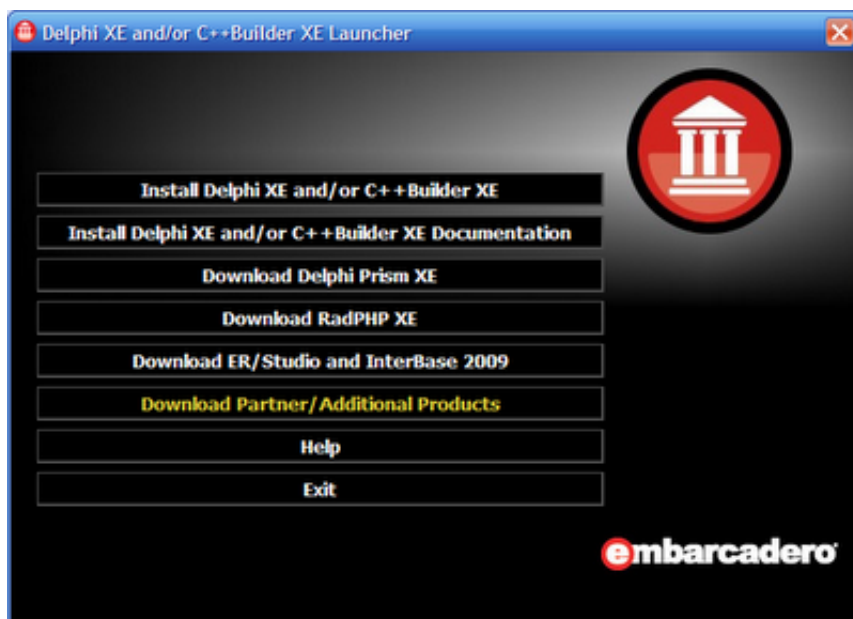 Delphi XE and/or C++Builder XE Launcher
Install Delphi XE and/or C++Builder XE
Install Delphi XE and/or C++Builder XE Documentation
Download Delphi Prism XE
Download RadPHP XE
Download ER/Studio and InterBase 2009
Download Partner/Additional Products
Help
Exit
embarcadero